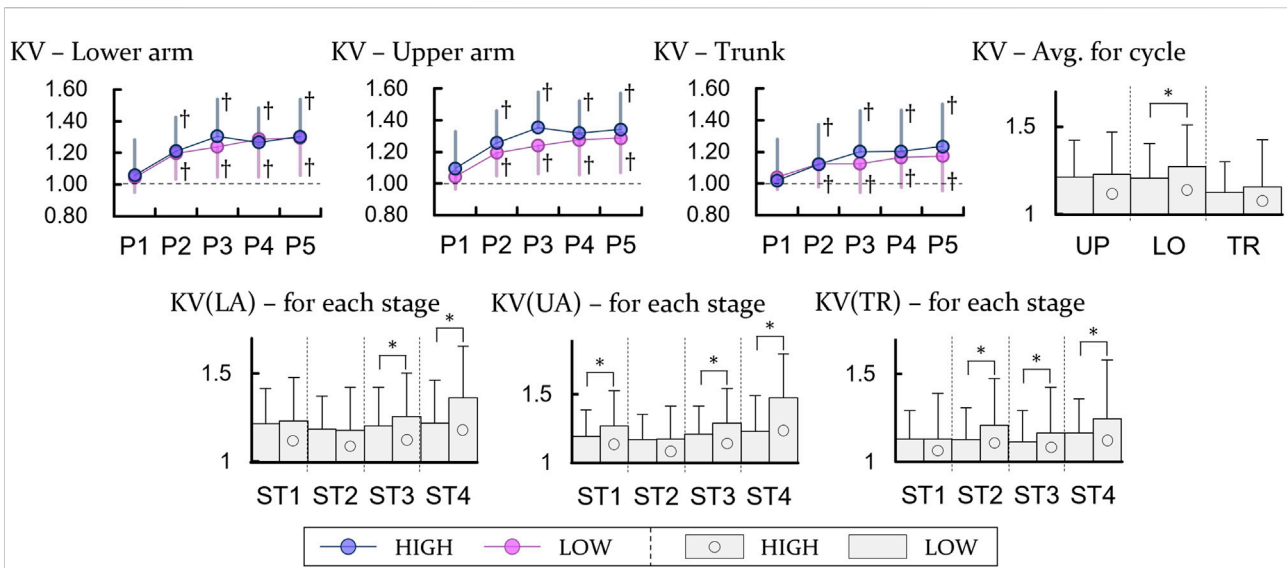 KV – Lower arm
KV – Upper arm
KV – Trunk
KV – Avg. for cycle
1.60
1.40
1.20
1.00
0.80
† † † †
† † † †
P1 P2 P3 P4 P5
1.60
1.40
1.20
1.00
0.80
† † † †
† † † †
P1 P2 P3 P4 P5
1.60
1.40
1.20
1.00
0.80
† † † †
† † † †
P1 P2 P3 P4 P5
1.5
1
*
UP LO TR
KV(LA) – for each stage
KV(UA) – for each stage
KV(TR) – for each stage
1.5
1
* *
ST1 ST2 ST3 ST4
1.5
1
* * *
ST1 ST2 ST3 ST4
1.5
1
* * *
ST1 ST2 ST3 ST4
HIGH LOW HIGH LOW